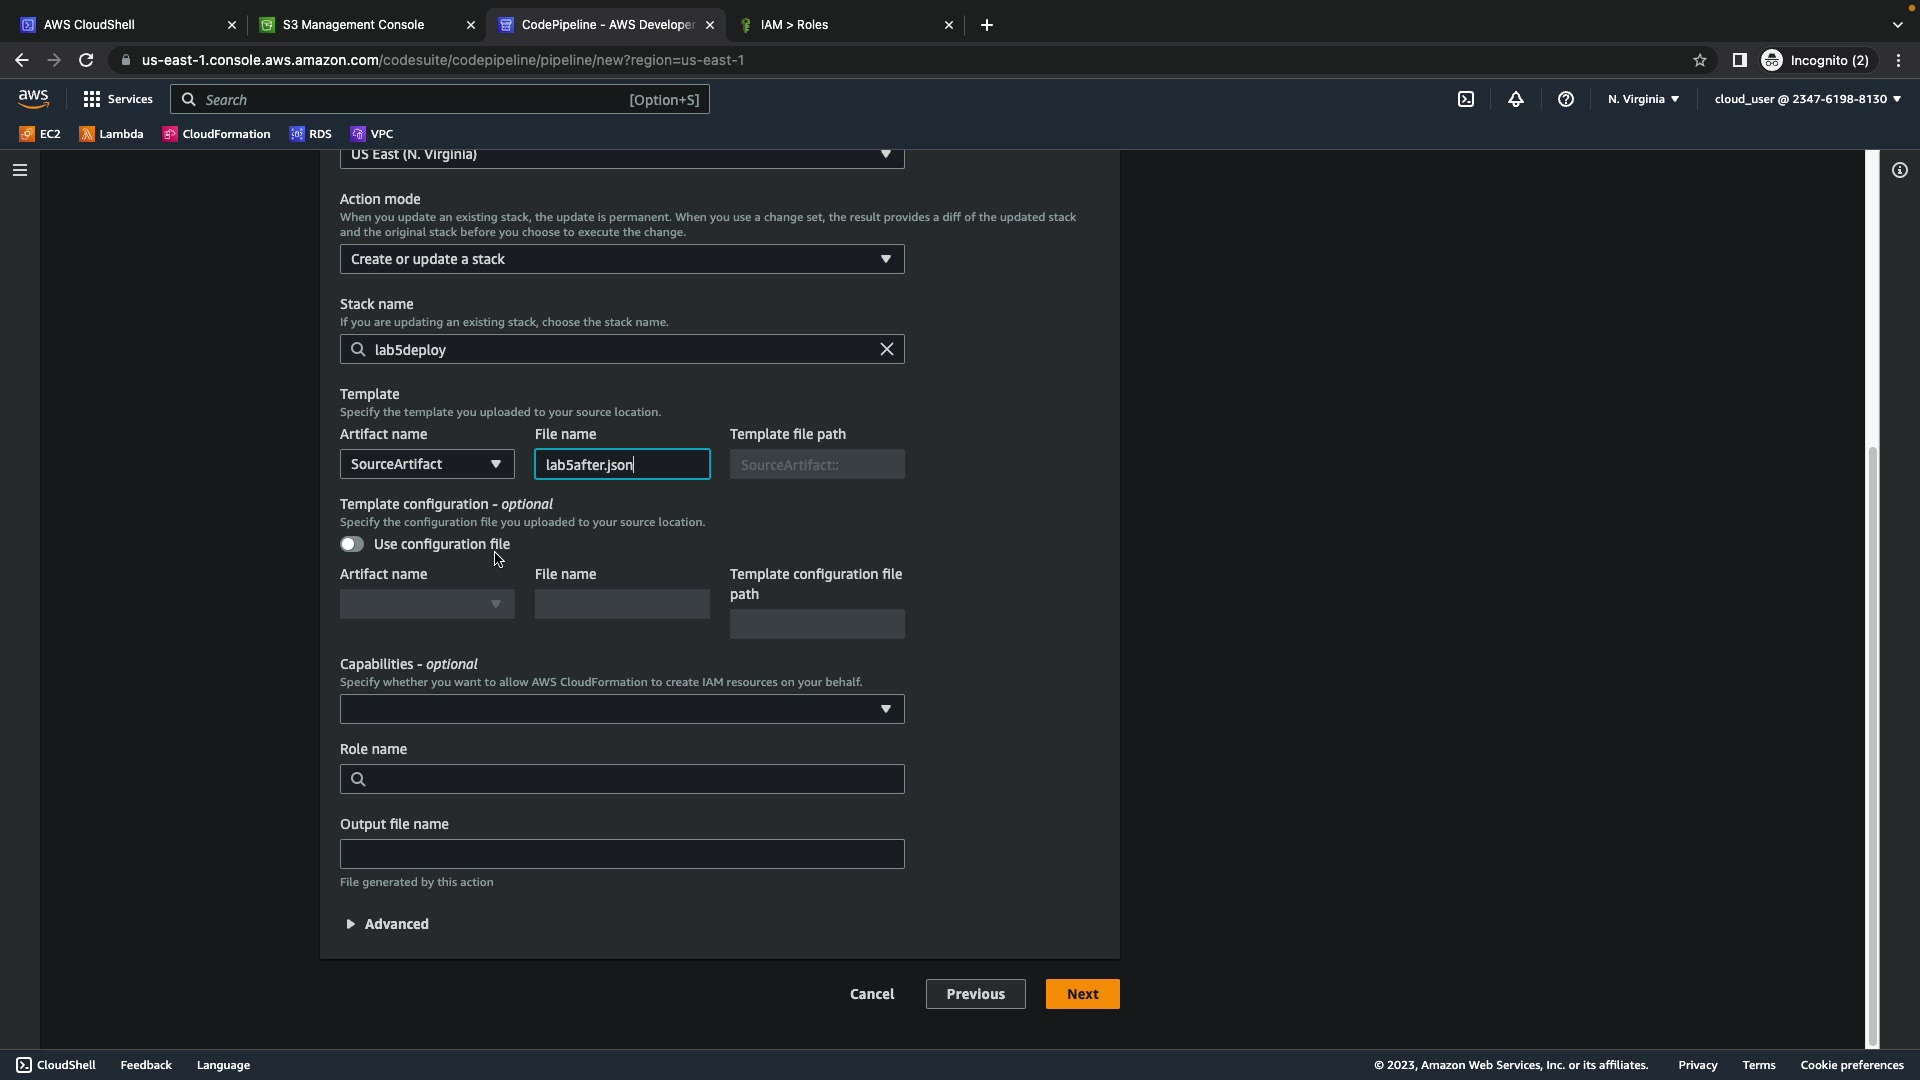 AWS CloudShell
S3 Management Console
CodePipeline - AWS Developer
IAM > Roles
us-east-1.console.aws.amazon.com/codesuite/codepipeline/pipeline/new?region=us-east-1
Incognito (2)
aws
Services
Search
[Option+S]
N. Virginia
cloud_user @ 2347-6198-8130
EC2
Lambda
CloudFormation
RDS
VPC
US East (N. Virginia)
Action mode
When you update an existing stack, the update is permanent. When you use a change set, the result provides a diff of the updated stack
and the original stack before you choose to execute the change.
Create or update a stack
Stack name
If you are updating an existing stack, choose the stack name.
lab5deploy
Template
Specify the template you uploaded to your source location.
Artifact name
File name
Template file path
SourceArtifact
lab5after.json
SourceArtifact::
Template configuration - optional
Specify the configuration file you uploaded to your source location.
Use configuration file
Artifact name
File name
Template configuration file
path
Capabilities - optional
Specify whether you want to allow AWS CloudFormation to create IAM resources on your behalf.
Role name
Output file name
File generated by this action
Advanced
Cancel
Previous
Next
CloudShell
Feedback
Language
© 2023, Amazon Web Services, Inc. or its affiliates.
Privacy
Terms
Cookie preferences